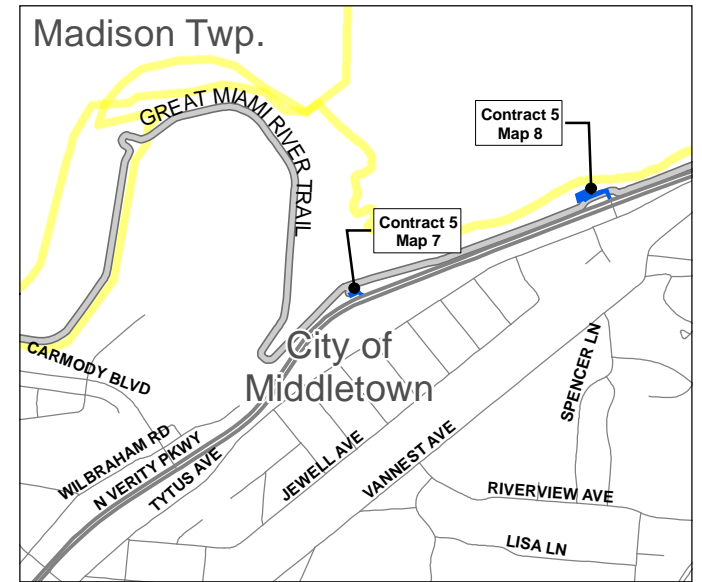 Madison Twp.
GREAT MIAMI RIVER TRAIL
Contract 5
Map 8
Contract 5
Map 7
City of
Middletown
CARMODY BLVD
SPENCER LN
WILBRAHAM RD
N VERITY PKWY
TYTUS AVE
JEWELL AVE
VANNEST AVE
RIVERVIEW AVE
LISA LN